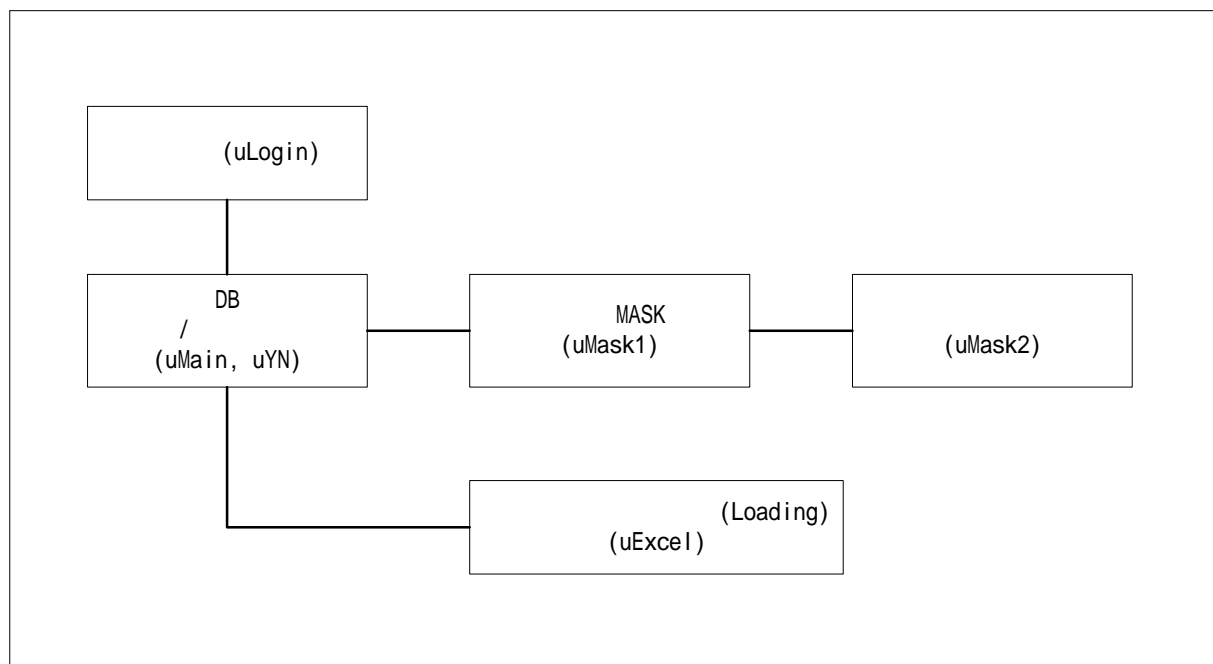 (uLogin)
DB
/
(uMain, uYN)
MASK
(uMask1)
(uMask2)
(Loading)
(uExcel)